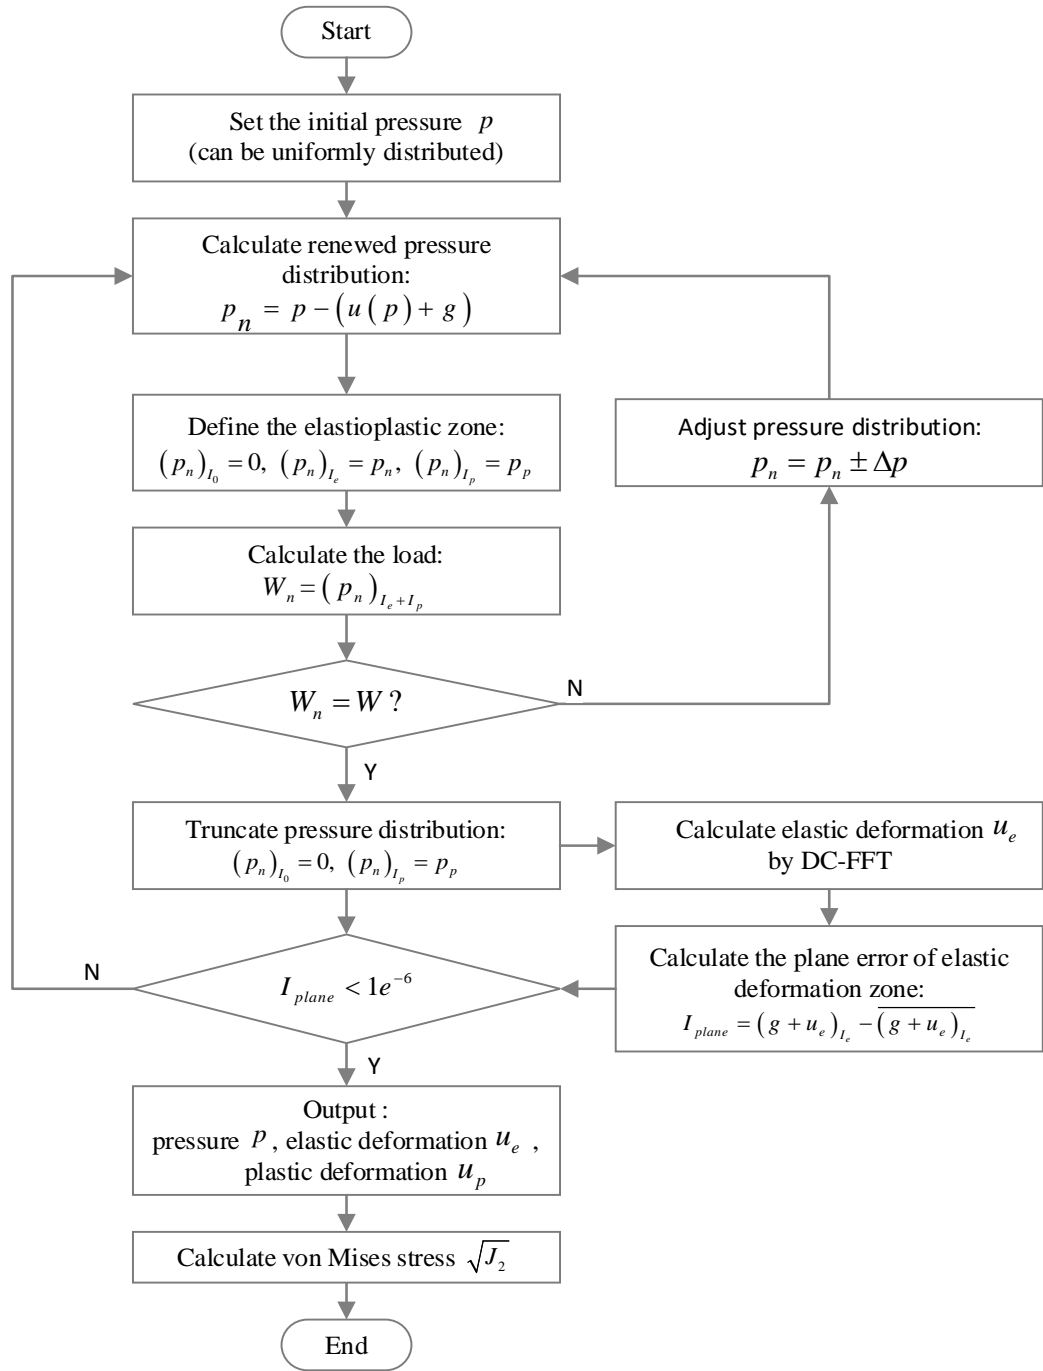 Start
Set the initial pressure p
(can be uniformly distributed)
Calculate renewed pressure
distribution:
p_n = p − (u(p) + g)
Define the elastioplastic zone:
(p_n)_{I_0} = 0, (p_n)_{I_e} = p_n, (p_n)_{I_p} = p_p
Adjust pressure distribution:
p_n = p_n ± Δp
Calculate the load:
W_n = (p_n)_{I_e + I_p}
W_n = W ?
N
Y
Truncate pressure distribution:
(p_n)_{I_0} = 0, (p_n)_{I_p} = p_p
Calculate elastic deformation u_e
by DC-FFT
Calculate the plane error of elastic
deformation zone:
I_{plane} = (g + u_e)_{I_e} − \overline{(g + u_e)_{I_e}}
N
I_{plane} < 1e^{−6}
Y
Output :
pressure p, elastic deformation u_e ,
plastic deformation u_p
Calculate von Mises stress √J_2
End